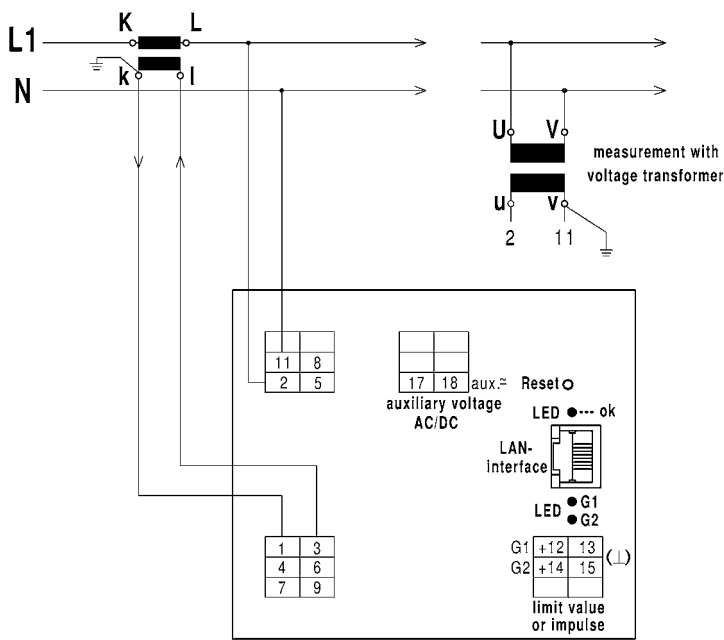 K L
L1
k l
N
U V
measurement with
voltage transformer
u v
2 11
11 8
2 5
17 18 aux.≂
auxiliary voltage
AC/DC
Reset
LED --- ok
LAN-
interface
LED G1
G2
1 3
4 6
7 9
G1 +12 13 (⊥)
G2 +14 15
limit value
or impulse